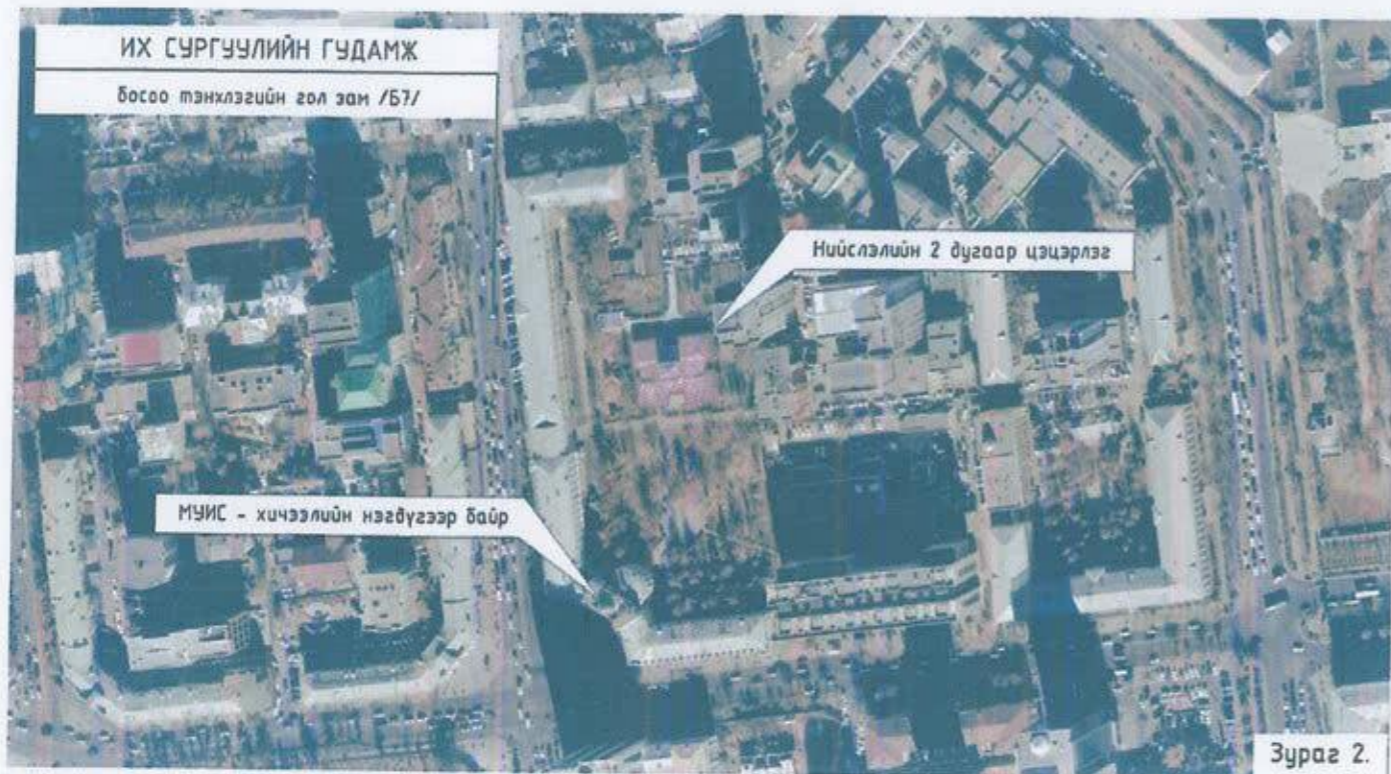 ИХ СУРГУУЛИЙН ГУДАМЖ
босоо тэнхлэгийн гол зам /Б7/
Нийслэлийн 2 дугаар цэцэрлэг
МУИС - хичээлийн нэгдүгээр байр
Зураг 2.